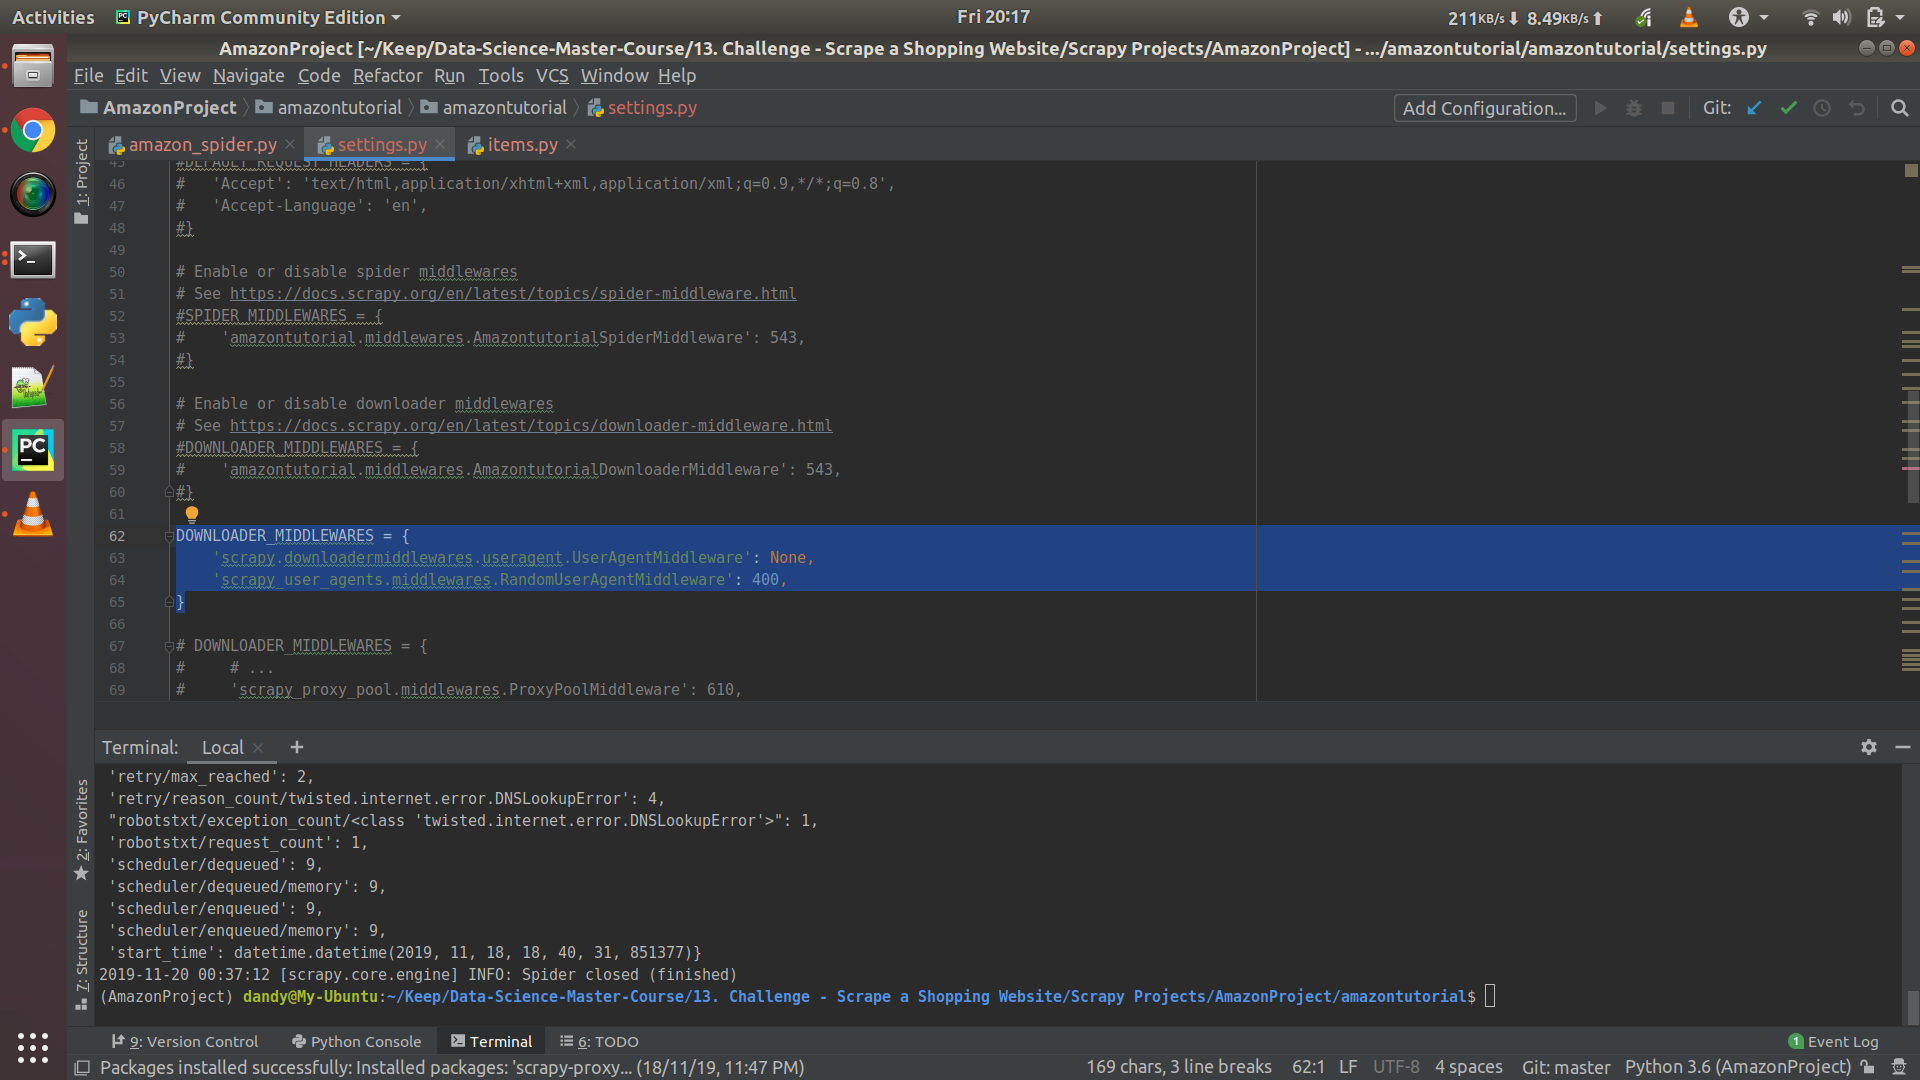 Activities PyCharm Community Edition Fri 20:17 211KB/s 8.49KB/s
AmazonProject [~/Keep/Data-Science-Master-Course/13. Challenge - Scrape a Shopping Website/Scrapy Projects/AmazonProject] - .../amazontutorial/amazontutorial/settings.py
File Edit View Navigate Code Refactor Run Tools VCS Window Help
AmazonProject amazontutorial amazontutorial settings.py Add Configuration... Git:
amazon_spider.py settings.py items.py
1: Project
45 #DEFAULT_REQUEST_HEADERS = {
46 #   'Accept': 'text/html,application/xhtml+xml,application/xml;q=0.9,*/*;q=0.8',
47 #   'Accept-Language': 'en',
48 #}
49
50 # Enable or disable spider middlewares
51 # See https://docs.scrapy.org/en/latest/topics/spider-middleware.html
52 #SPIDER_MIDDLEWARES = {
53 #    'amazontutorial.middlewares.AmazontutorialSpiderMiddleware': 543,
54 #}
55
56 # Enable or disable downloader middlewares
57 # See https://docs.scrapy.org/en/latest/topics/downloader-middleware.html
58 #DOWNLOADER_MIDDLEWARES = {
59 #    'amazontutorial.middlewares.AmazontutorialDownloaderMiddleware': 543,
60 #}
61
62 DOWNLOADER_MIDDLEWARES = {
63     'scrapy.downloadermiddlewares.useragent.UserAgentMiddleware': None,
64     'scrapy_user_agents.middlewares.RandomUserAgentMiddleware': 400,
65 }
66
67 # DOWNLOADER_MIDDLEWARES = {
68 #     # ...
69 #     'scrapy_proxy_pool.middlewares.ProxyPoolMiddleware': 610,
Terminal: Local +
2: Favorites
7: Structure
'retry/max_reached': 2,
'retry/reason_count/twisted.internet.error.DNSLookupError': 4,
"robotstxt/exception_count/<class 'twisted.internet.error.DNSLookupError'>": 1,
'robotstxt/request_count': 1,
'scheduler/dequeued': 9,
'scheduler/dequeued/memory': 9,
'scheduler/enqueued': 9,
'scheduler/enqueued/memory': 9,
'start_time': datetime.datetime(2019, 11, 18, 18, 40, 31, 851377)}
2019-11-20 00:37:12 [scrapy.core.engine] INFO: Spider closed (finished)
(AmazonProject) dandy@My-Ubuntu:~/Keep/Data-Science-Master-Course/13. Challenge - Scrape a Shopping Website/Scrapy Projects/AmazonProject/amazontutorial$
9: Version Control Python Console Terminal 6: TODO 1 Event Log
Packages installed successfully: Installed packages: 'scrapy-proxy... (18/11/19, 11:47 PM) 169 chars, 3 line breaks 62:1 LF UTF-8 4 spaces Git: master Python 3.6 (AmazonProject)